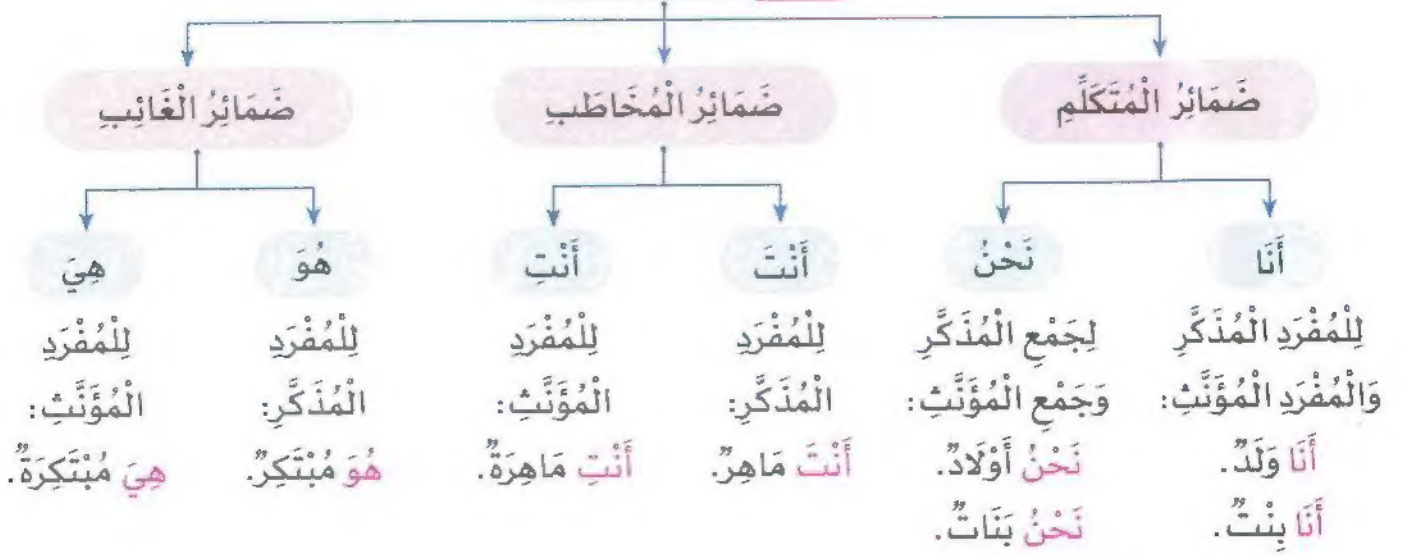 ضَمَائِرُ الْمُتَكَلِّمِ
ضَمَائِرُ الْمُخَاطَبِ
ضَمَائِرُ الْغَائِبِ
أَنَا
لِلْمُفْرَدِ الْمُذَكَّرِ
وَالْمُفْرَدِ الْمُؤَنَّثِ:
أَنَا وَلَدٌ.
أَنَا بِنْتٌ.
نَحْنُ
لِجَمْعِ الْمُذَكَّرِ
وَجَمْعِ الْمُؤَنَّثِ:
نَحْنُ أَوْلَادٌ.
نَحْنُ بَنَاتٌ.
أَنْتَ
لِلْمُفْرَدِ
الْمُذَكَّرِ:
أَنْتَ مَاهِرٌ.
أَنْتِ
لِلْمُفْرَدِ
الْمُؤَنَّثِ:
أَنْتِ مَاهِرَةٌ.
هُوَ
لِلْمُفْرَدِ
الْمُذَكَّرِ:
هُوَ مُبْتَكِرٌ.
هِيَ
لِلْمُفْرَدِ
الْمُؤَنَّثِ:
هِيَ مُبْتَكِرَةٌ.